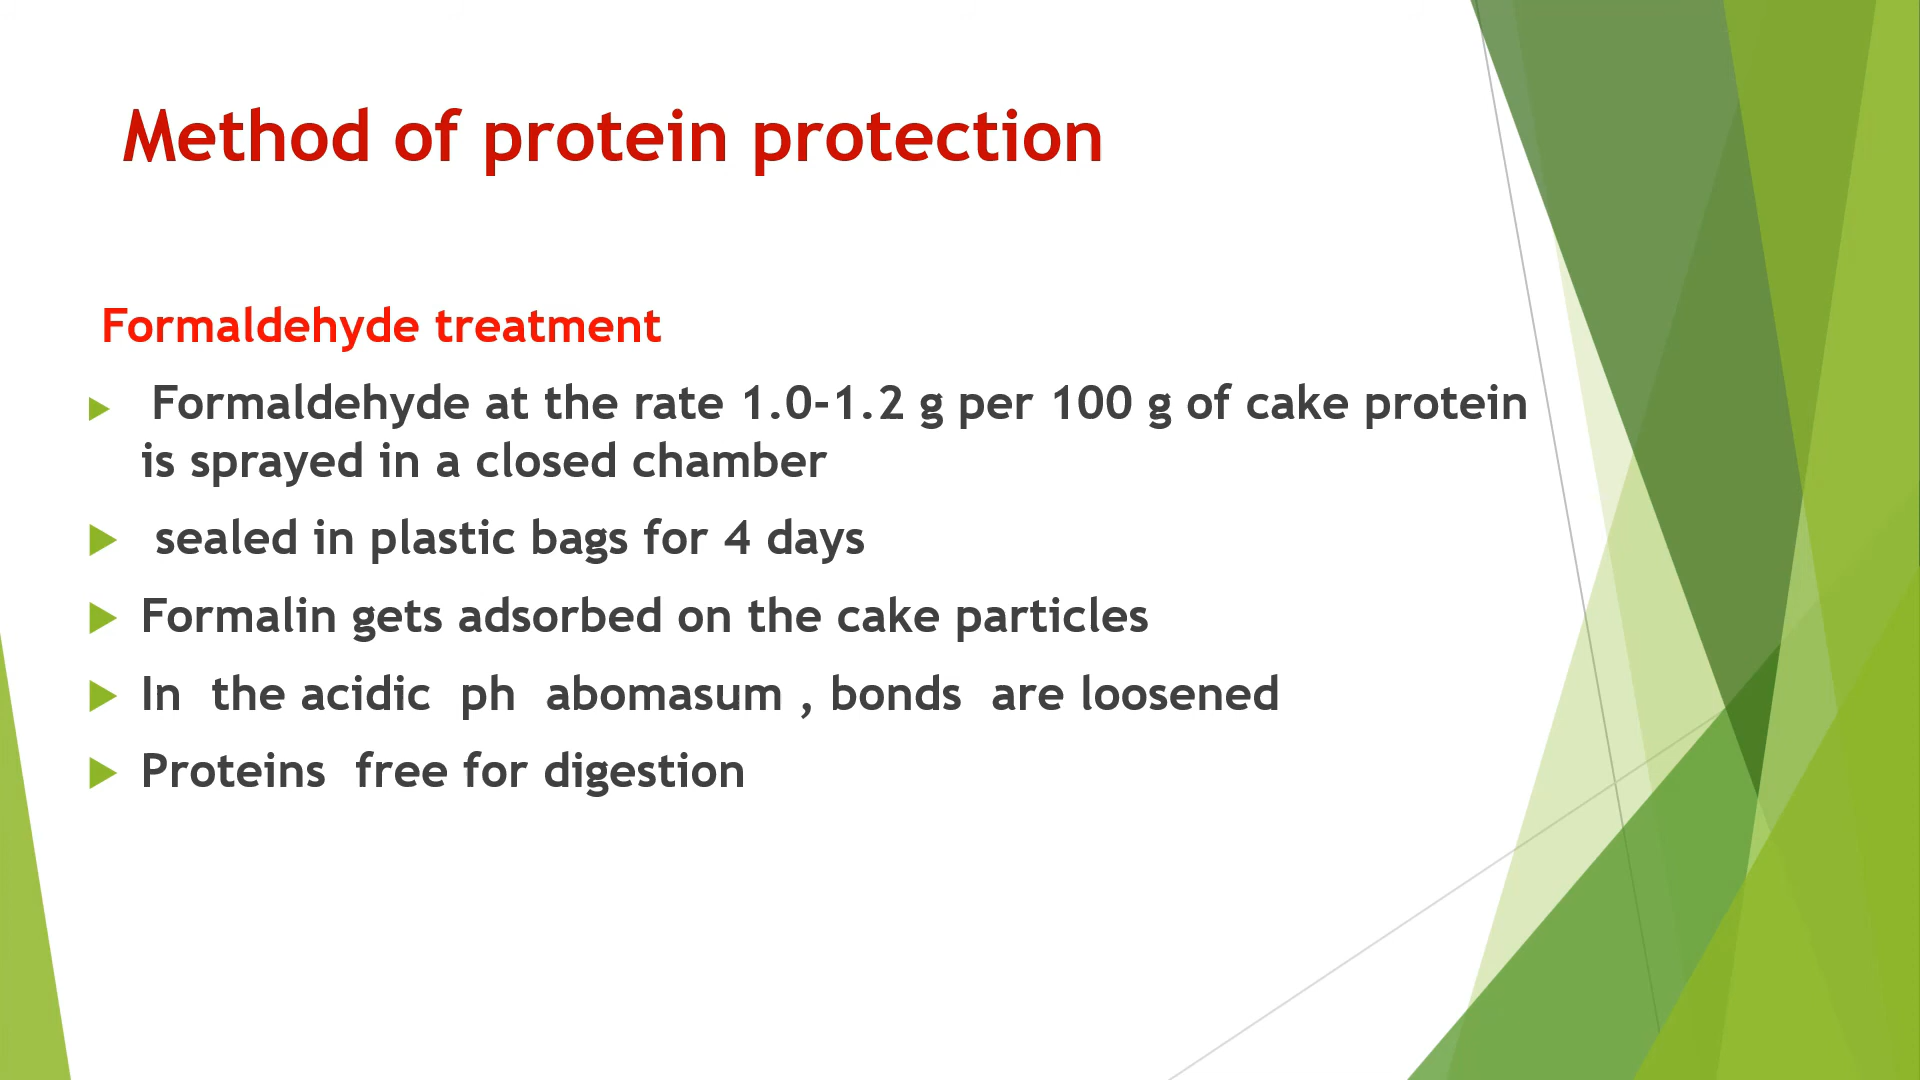 Method of protein protection
Formaldehyde treatment
Formaldehyde at the rate 1.0-1.2 g per 100 g of cake protein
is sprayed in a closed chamber
sealed in plastic bags for 4 days
Formalin gets adsorbed on the cake particles
In the acidic ph abomasum , bonds are loosened
Proteins free for digestion